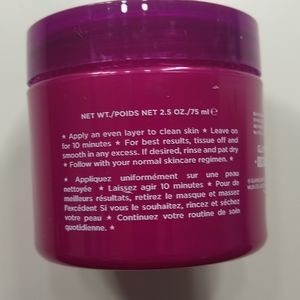 NET WT./POIDS NET 2.5 OZ./75 ml ℮
★ Apply an even layer to clean skin ★ Leave on
for 10 minutes ★ For best results, tissue off and
smooth in any excess. If desired, rinse and pat dry
★ Follow with your normal skincare regimen. ★
★ Appliquez uniformément sur une peau
nettoyée ★ Laissez agir 10 minutes ★ Pour de
meilleurs résultats, retirez le masque et massez
l'excédent Si vous le souhaitez, rincez et séchez
votre peau ★ Continuez votre routine de soin
quotidienne. ★